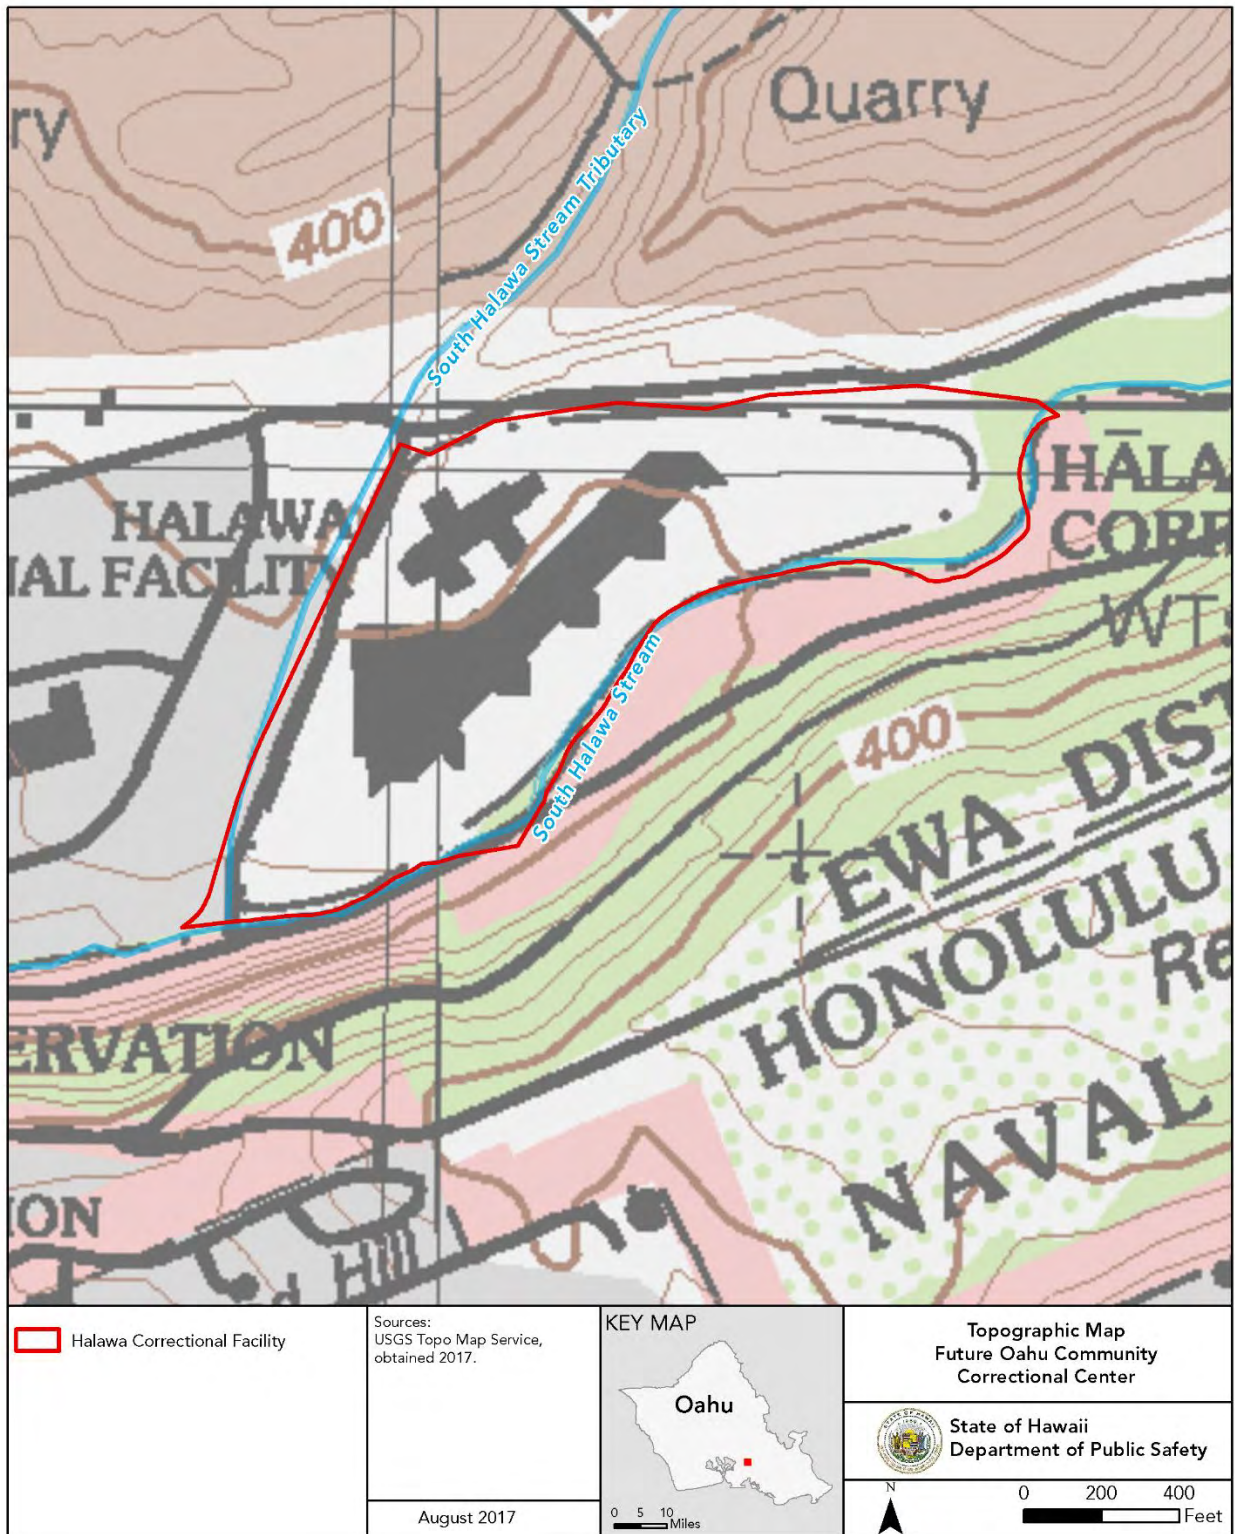 Quarry
ry
400
South Halawa Stream Tributary
HALAWA
IAL FACILITY
HĀLA
CORR
WTs
South Halawa Stream
400
EWA DIST
HONOLULU
Re
NAVAL
ERVATION
ION
d Hill
Halawa Correctional Facility
Sources:
USGS Topo Map Service,
obtained 2017.
August 2017
KEY MAP
Oahu
0 5 10
Miles
Topographic Map
Future Oahu Community
Correctional Center
State of Hawaii
Department of Public Safety
N
0 200 400
Feet